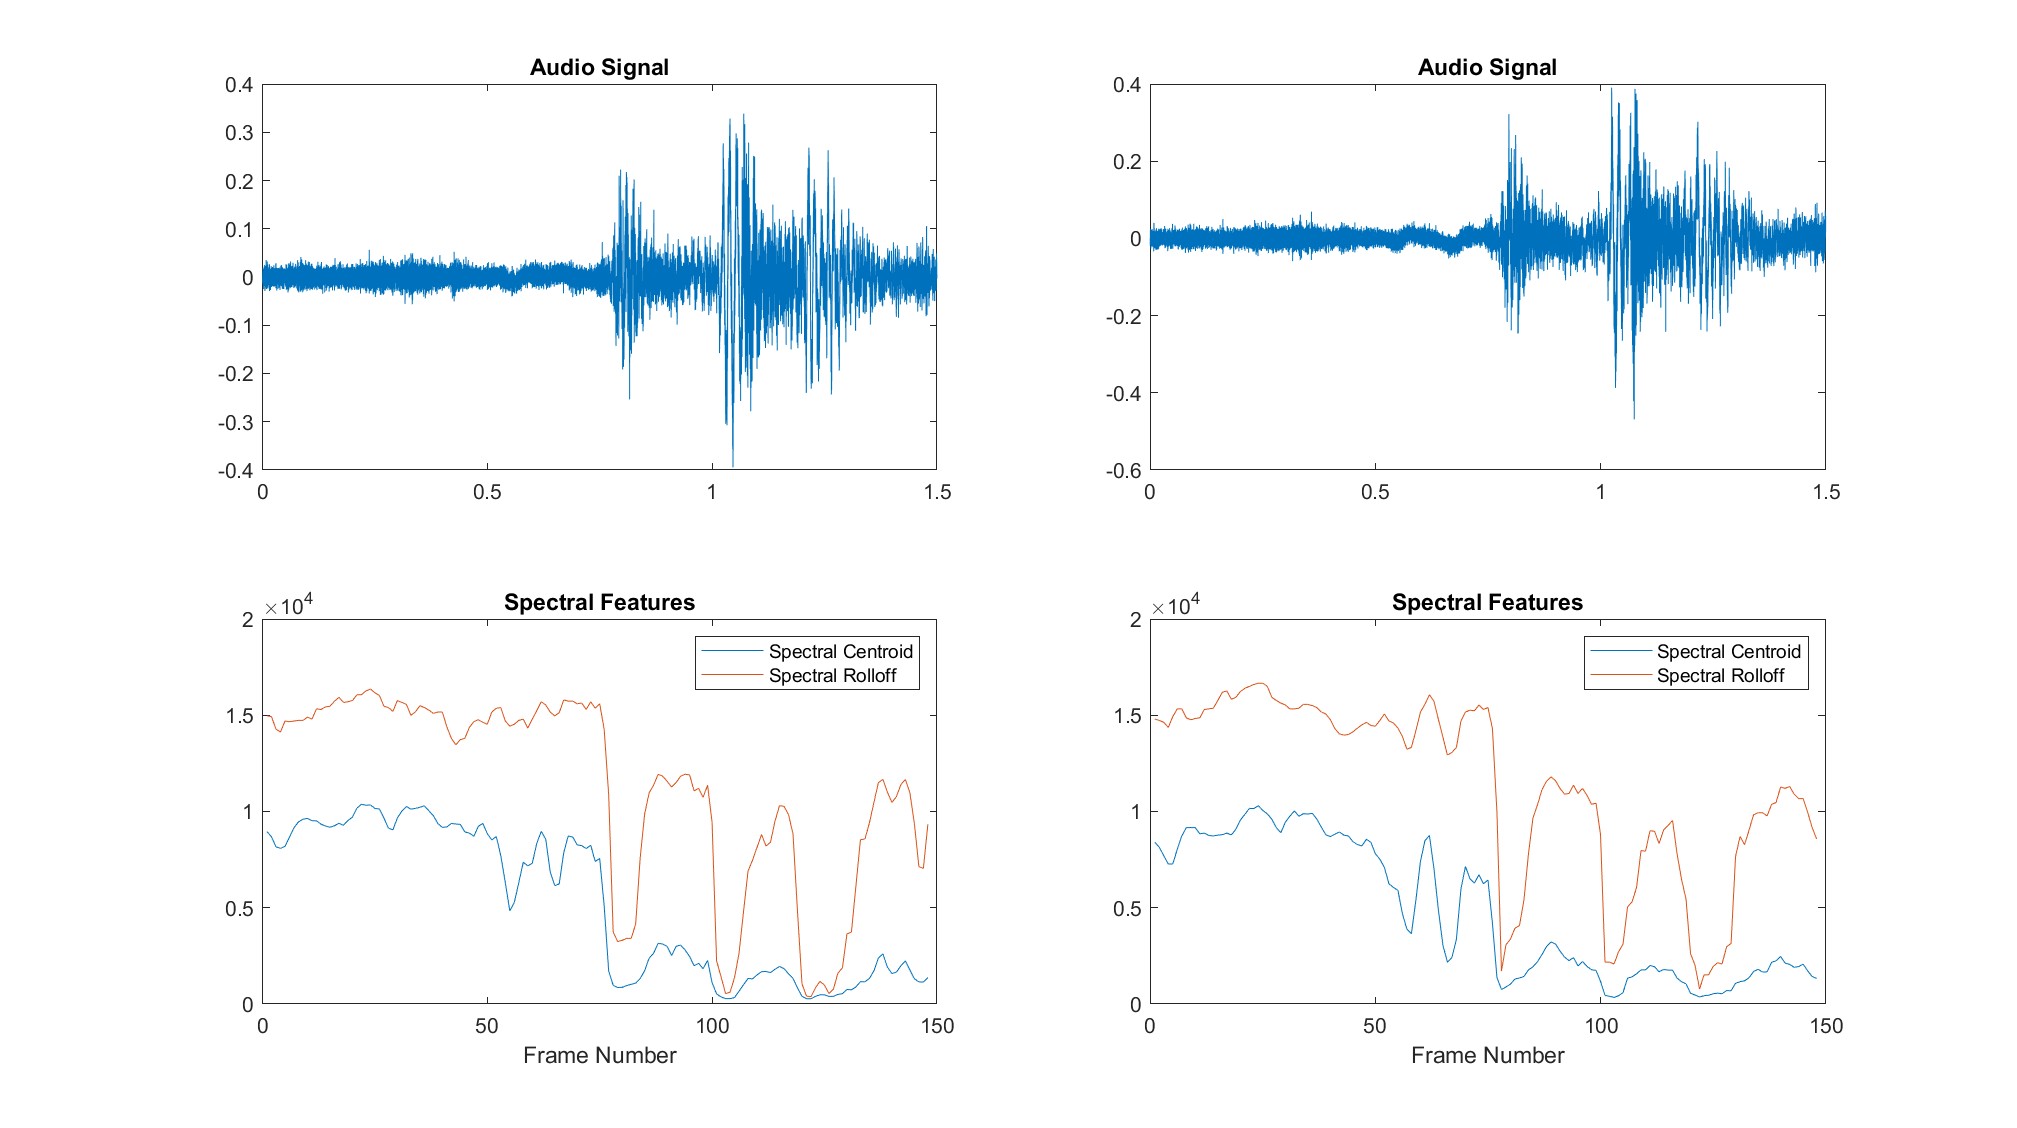 Audio Signal
0.4
0.3
0.2
0.1
0
-0.1
-0.2
-0.3
-0.4
0 0.5 1 1.5
Audio Signal
0.4
0.2
0
-0.2
-0.4
-0.6
0 0.5 1 1.5
Spectral Features
×10⁴
2
1.5
1
0.5
0
Spectral Centroid
Spectral Rolloff
0 50 100 150
Frame Number
Spectral Features
×10⁴
2
1.5
1
0.5
0
Spectral Centroid
Spectral Rolloff
0 50 100 150
Frame Number